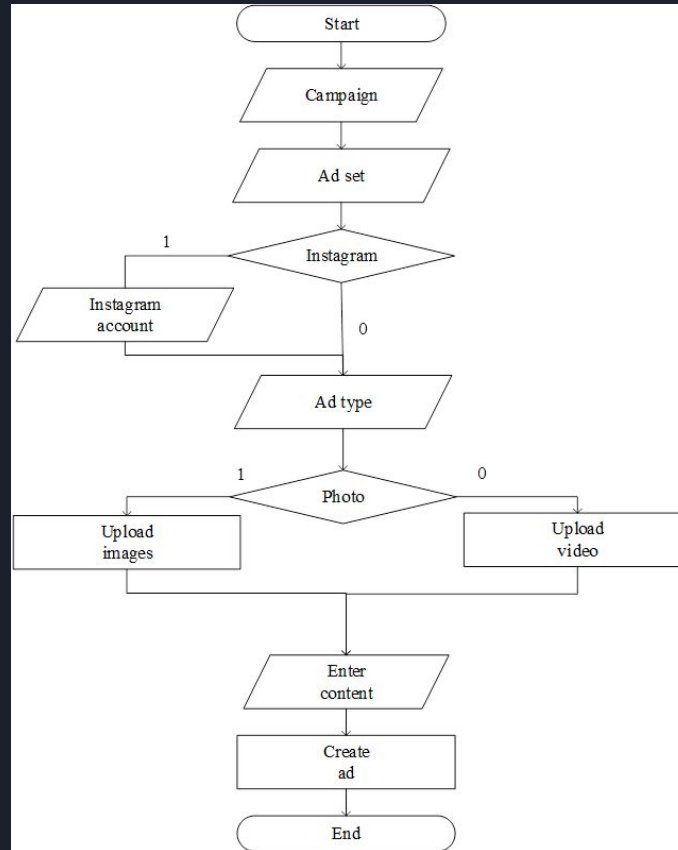 Start
Campaign
Ad set
Instagram
1
Instagram
account
0
Ad type
Photo
1
0
Upload
images
Upload
video
Enter
content
Create
ad
End